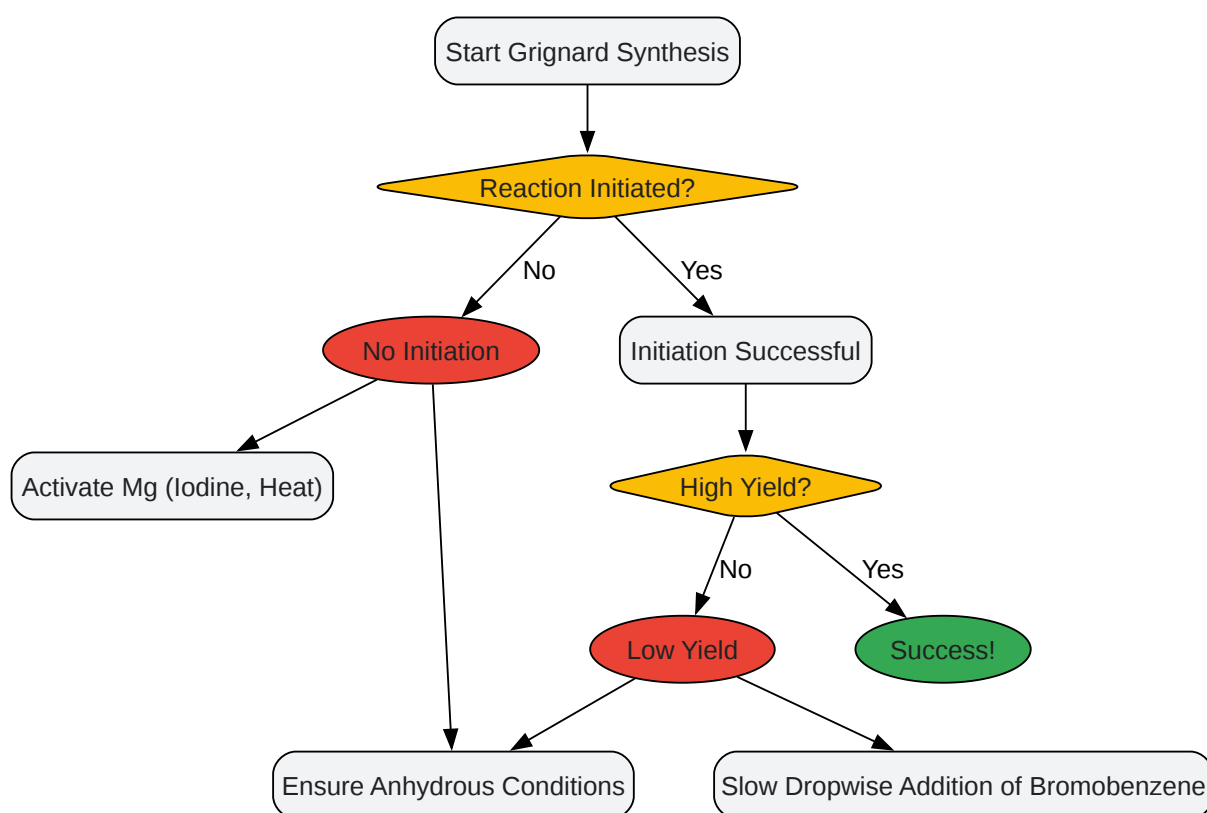 Start Grignard Synthesis
Reaction Initiated?
No
Yes
No Initiation
Initiation Successful
Activate Mg (Iodine, Heat)
High Yield?
No
Yes
Low Yield
Success!
Ensure Anhydrous Conditions
Slow Dropwise Addition of Bromobenzene